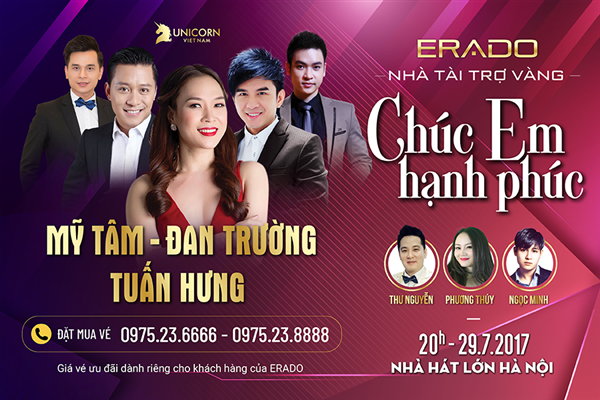 UNICORN
VIỆT NAM
MỸ TÂM - ĐAN TRƯỜNG
TUẤN HƯNG
ĐẶT MUA VÉ 0975.23.6666 - 0975.23.8888
Giá vé ưu đãi dành riêng cho khách hàng của ERADO
ERADO
NHÀ TÀI TRỢ VÀNG
Chúc Em
hạnh phúc
THƯ NGUYỄN PHƯƠNG THÚY NGỌC MINH
20h - 29.7.2017
NHÀ HÁT LỚN HÀ NỘI